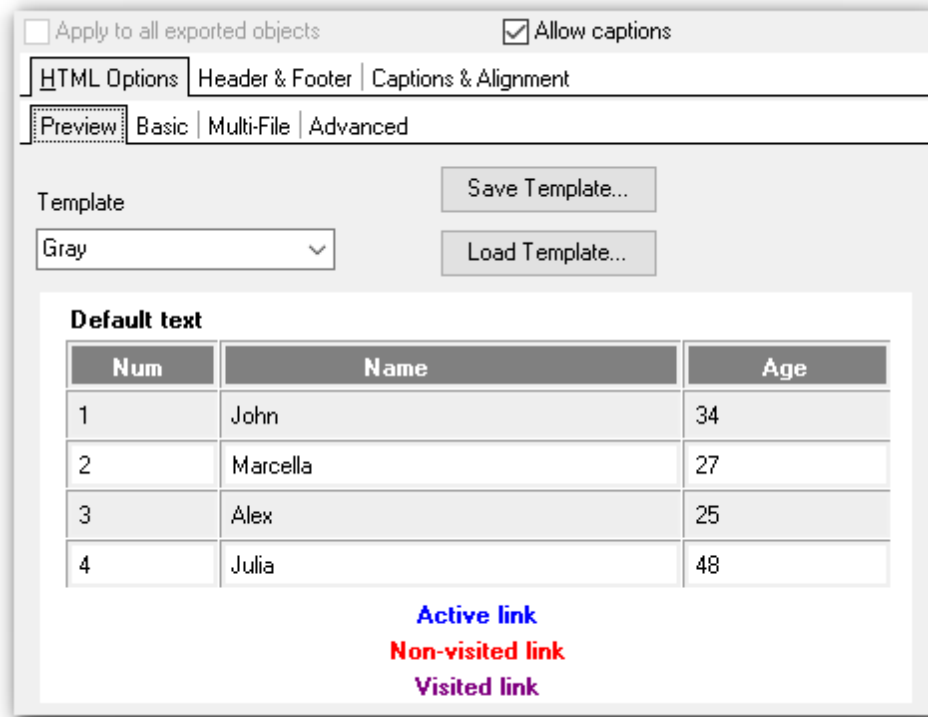 Apply to all exported objects Allow captions
HTML Options Header & Footer Captions & Alignment
Preview Basic Multi-File Advanced
Save Template...
Template
Gray
Load Template...
Default text
Num Name Age
1 John 34
2 Marcella 27
3 Alex 25
4 Julia 48
Active link
Non-visited link
Visited link